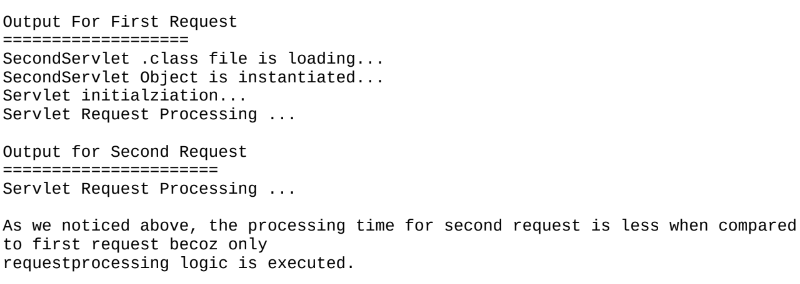 Output For First Request
===================
SecondServlet .class file is loading...
SecondServlet Object is instantiated...
Servlet initialziation...
Servlet Request Processing ...
Output for Second Request
======================
Servlet Request Processing ...
As we noticed above, the processing time for second request is less when compared
to first request becoz only
requestprocessing logic is executed.